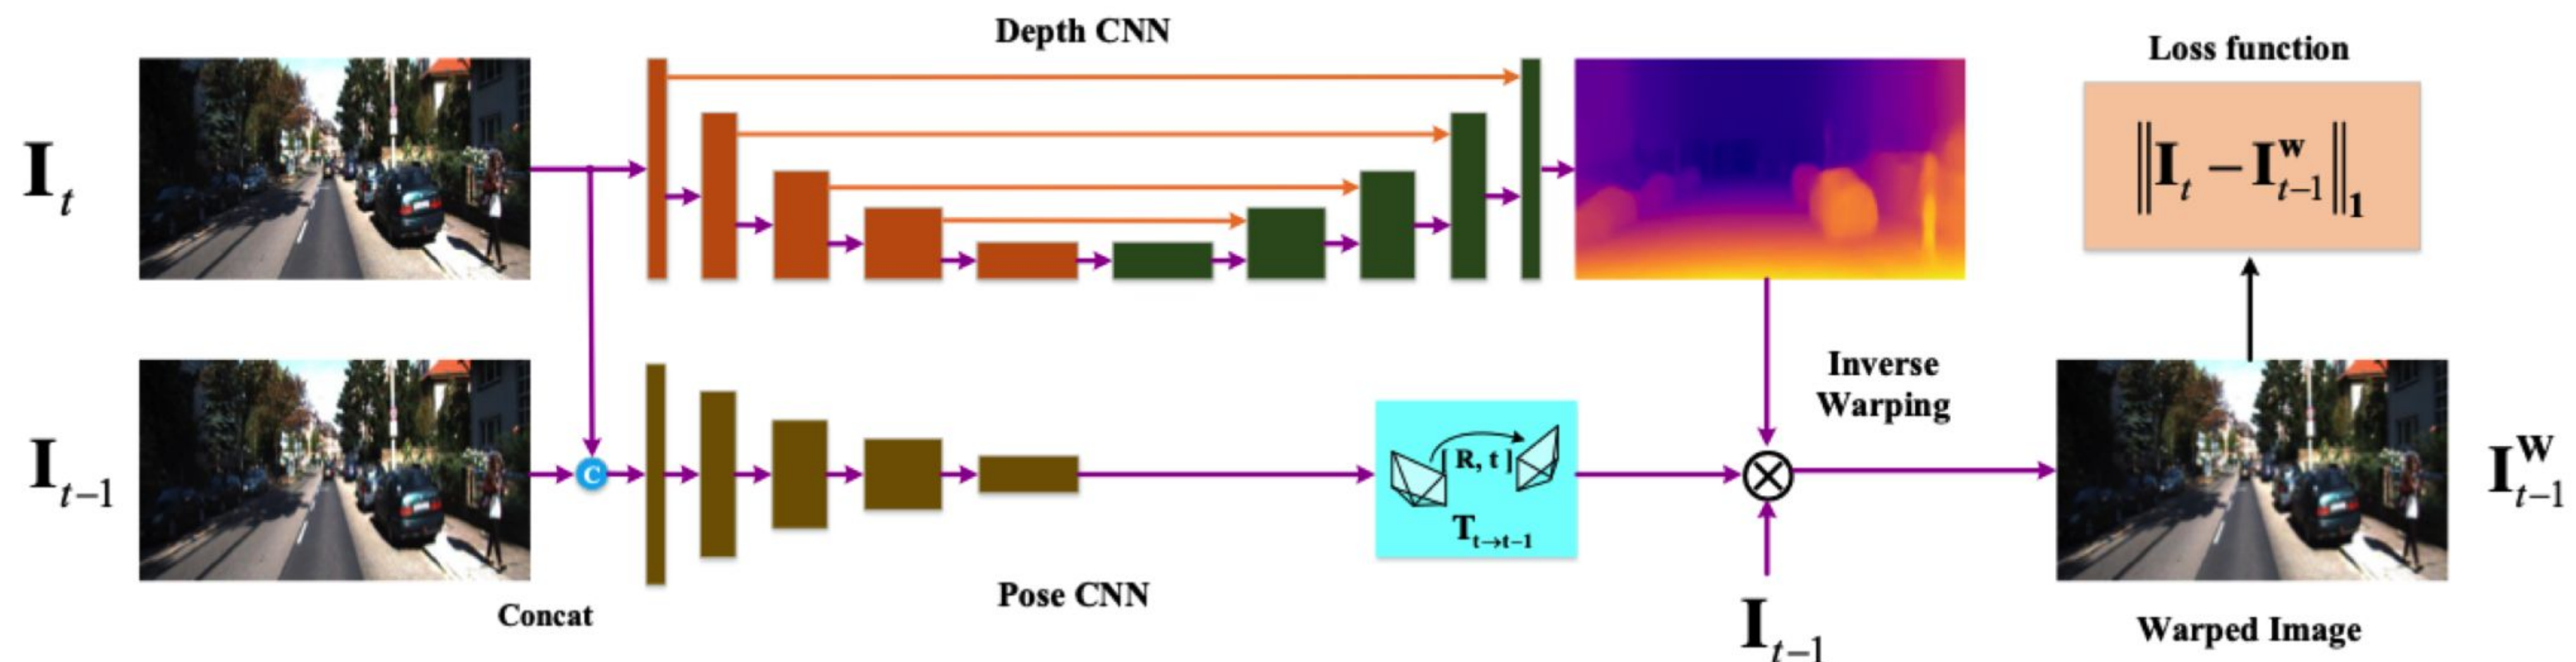 Depth CNN
Loss function
I_t
‖I_t − I^w_{t−1}‖_1
Inverse
Warping
I_{t−1}
C
[R, t]
T_{t→t−1}
I^W_{t−1}
Concat
Pose CNN
I_{t−1}
Warped Image